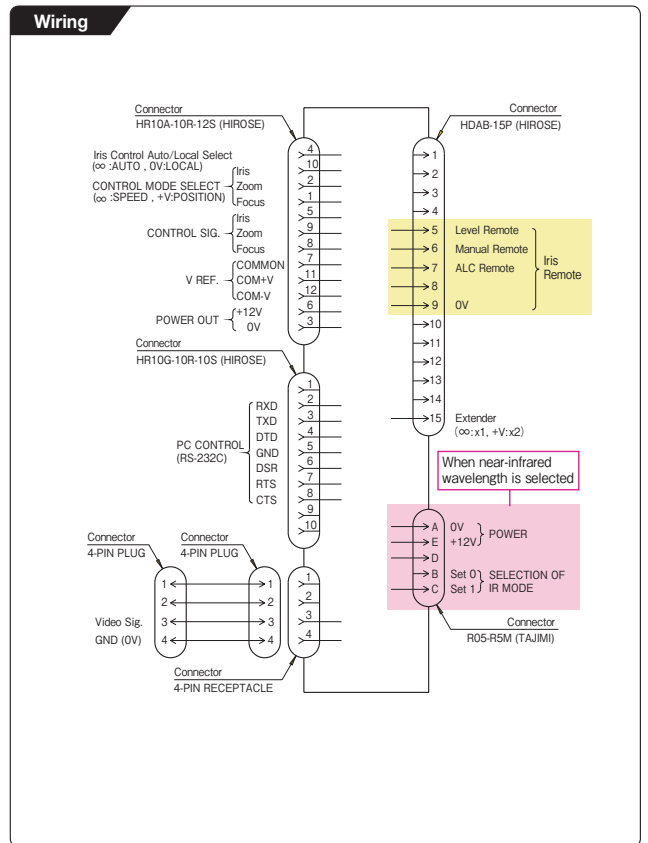 Wiring
Connector
HR10A-10R-12S (HIROSE)
Iris Control Auto/Local Select
(∞ :AUTO , 0V:LOCAL)
4
10
CONTROL MODE SELECT
(∞ :SPEED , +V:POSITION)
Iris
Zoom
Focus
2
1
5
CONTROL SIG.
Iris
Zoom
Focus
9
8
7
V REF.
COMMON
COM+V
COM-V
11
12
POWER OUT
+12V
0V
6
3
Connector
HR10G-10R-10S (HIROSE)
PC CONTROL
(RS-232C)
1
RXD 2
TXD 3
DTD 4
GND 5
DSR 6
RTS 7
CTS 8
9
10
Connector
4-PIN PLUG
Connector
4-PIN PLUG
1 1 1
2 2 2
Video Sig. 3 3 3
GND (0V) 4 4 4
Connector
4-PIN RECEPTACLE
Connector
HDAB-15P (HIROSE)
1
2
3
4
5 Level Remote
6 Manual Remote
7 ALC Remote
8
9 0V
Iris
Remote
10
11
12
13
14
15 Extender
(∞:x1, +V:x2)
When near-infrared
wavelength is selected
A 0V
E +12V
POWER
D
B Set 0
C Set 1
SELECTION OF
IR MODE
Connector
R05-R5M (TAJIMI)